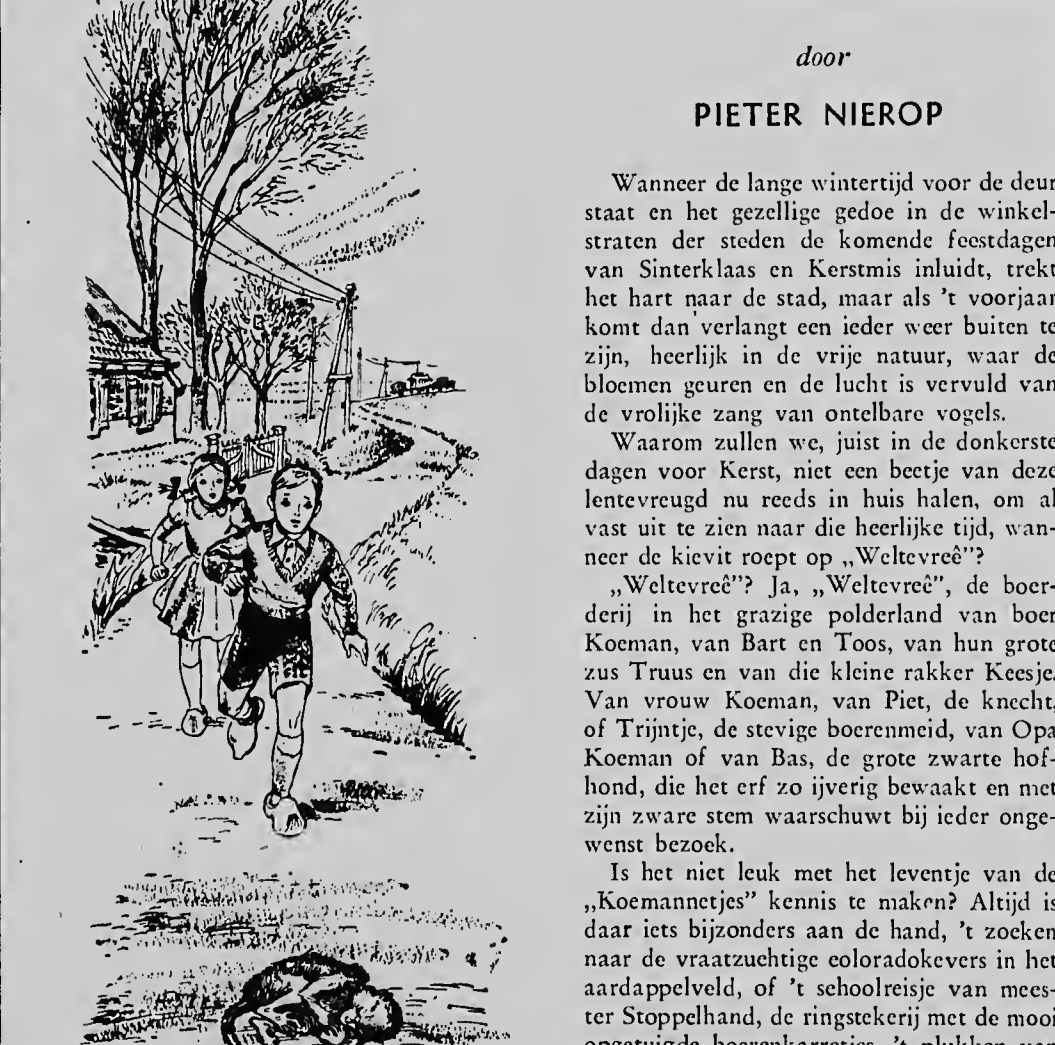 door
PIETER NIEROP
Wanneer de lange wintertijd voor de deur
staat en het gezellige gedoe in de winkel-
straten der steden de komende feestdagen
van Sinterklaas en Kerstmis inluidt, trekt
het hart naar de stad, maar als ’t voorjaar
komt dan verlangt een ieder weer buiten te
zijn, heerlijk in de vrije natuur, waar de
bloemen geuren en de lucht is vervuld van
de vrolijke zang van ontelbare vogels.
Waarom zullen we, juist in de donkerste
dagen voor Kerst, niet een beetje van deze
lentevreugd nu reeds in huis halen, om al
vast uit te zien naar die heerlijke tijd, wan-
neer de kievit roept op „Weltevreê”?
„Weltevreê”? Ja, „Weltevreê”, de boer-
derij in het grazige polderland van boer
Koeman, van Bart en Toos, van hun grote
zus Truus en van die kleine rakker Keesje.
Van vrouw Koeman, van Piet, de knecht,
of Trijntje, de stevige boerenmeid, van Opa
Koeman of van Bas, de grote zwarte hof-
hond, die het erf zo ijverig bewaakt en met
zijn zware stem waarschuwt bij ieder onge-
wenst bezoek.
Is het niet leuk met het leventje van de
„Koemannetjes” kennis te maken? Altijd is
daar iets bijzonders aan de hand, ’t zoeken
naar de vraatzuchtige coloradokevers in het
aardappelveld, of ’t schoolreisje van mees-
ter Stoppelhand, de ringstekerij met de mooi
opgetuigde boerenkarretjes, ’t plukken van